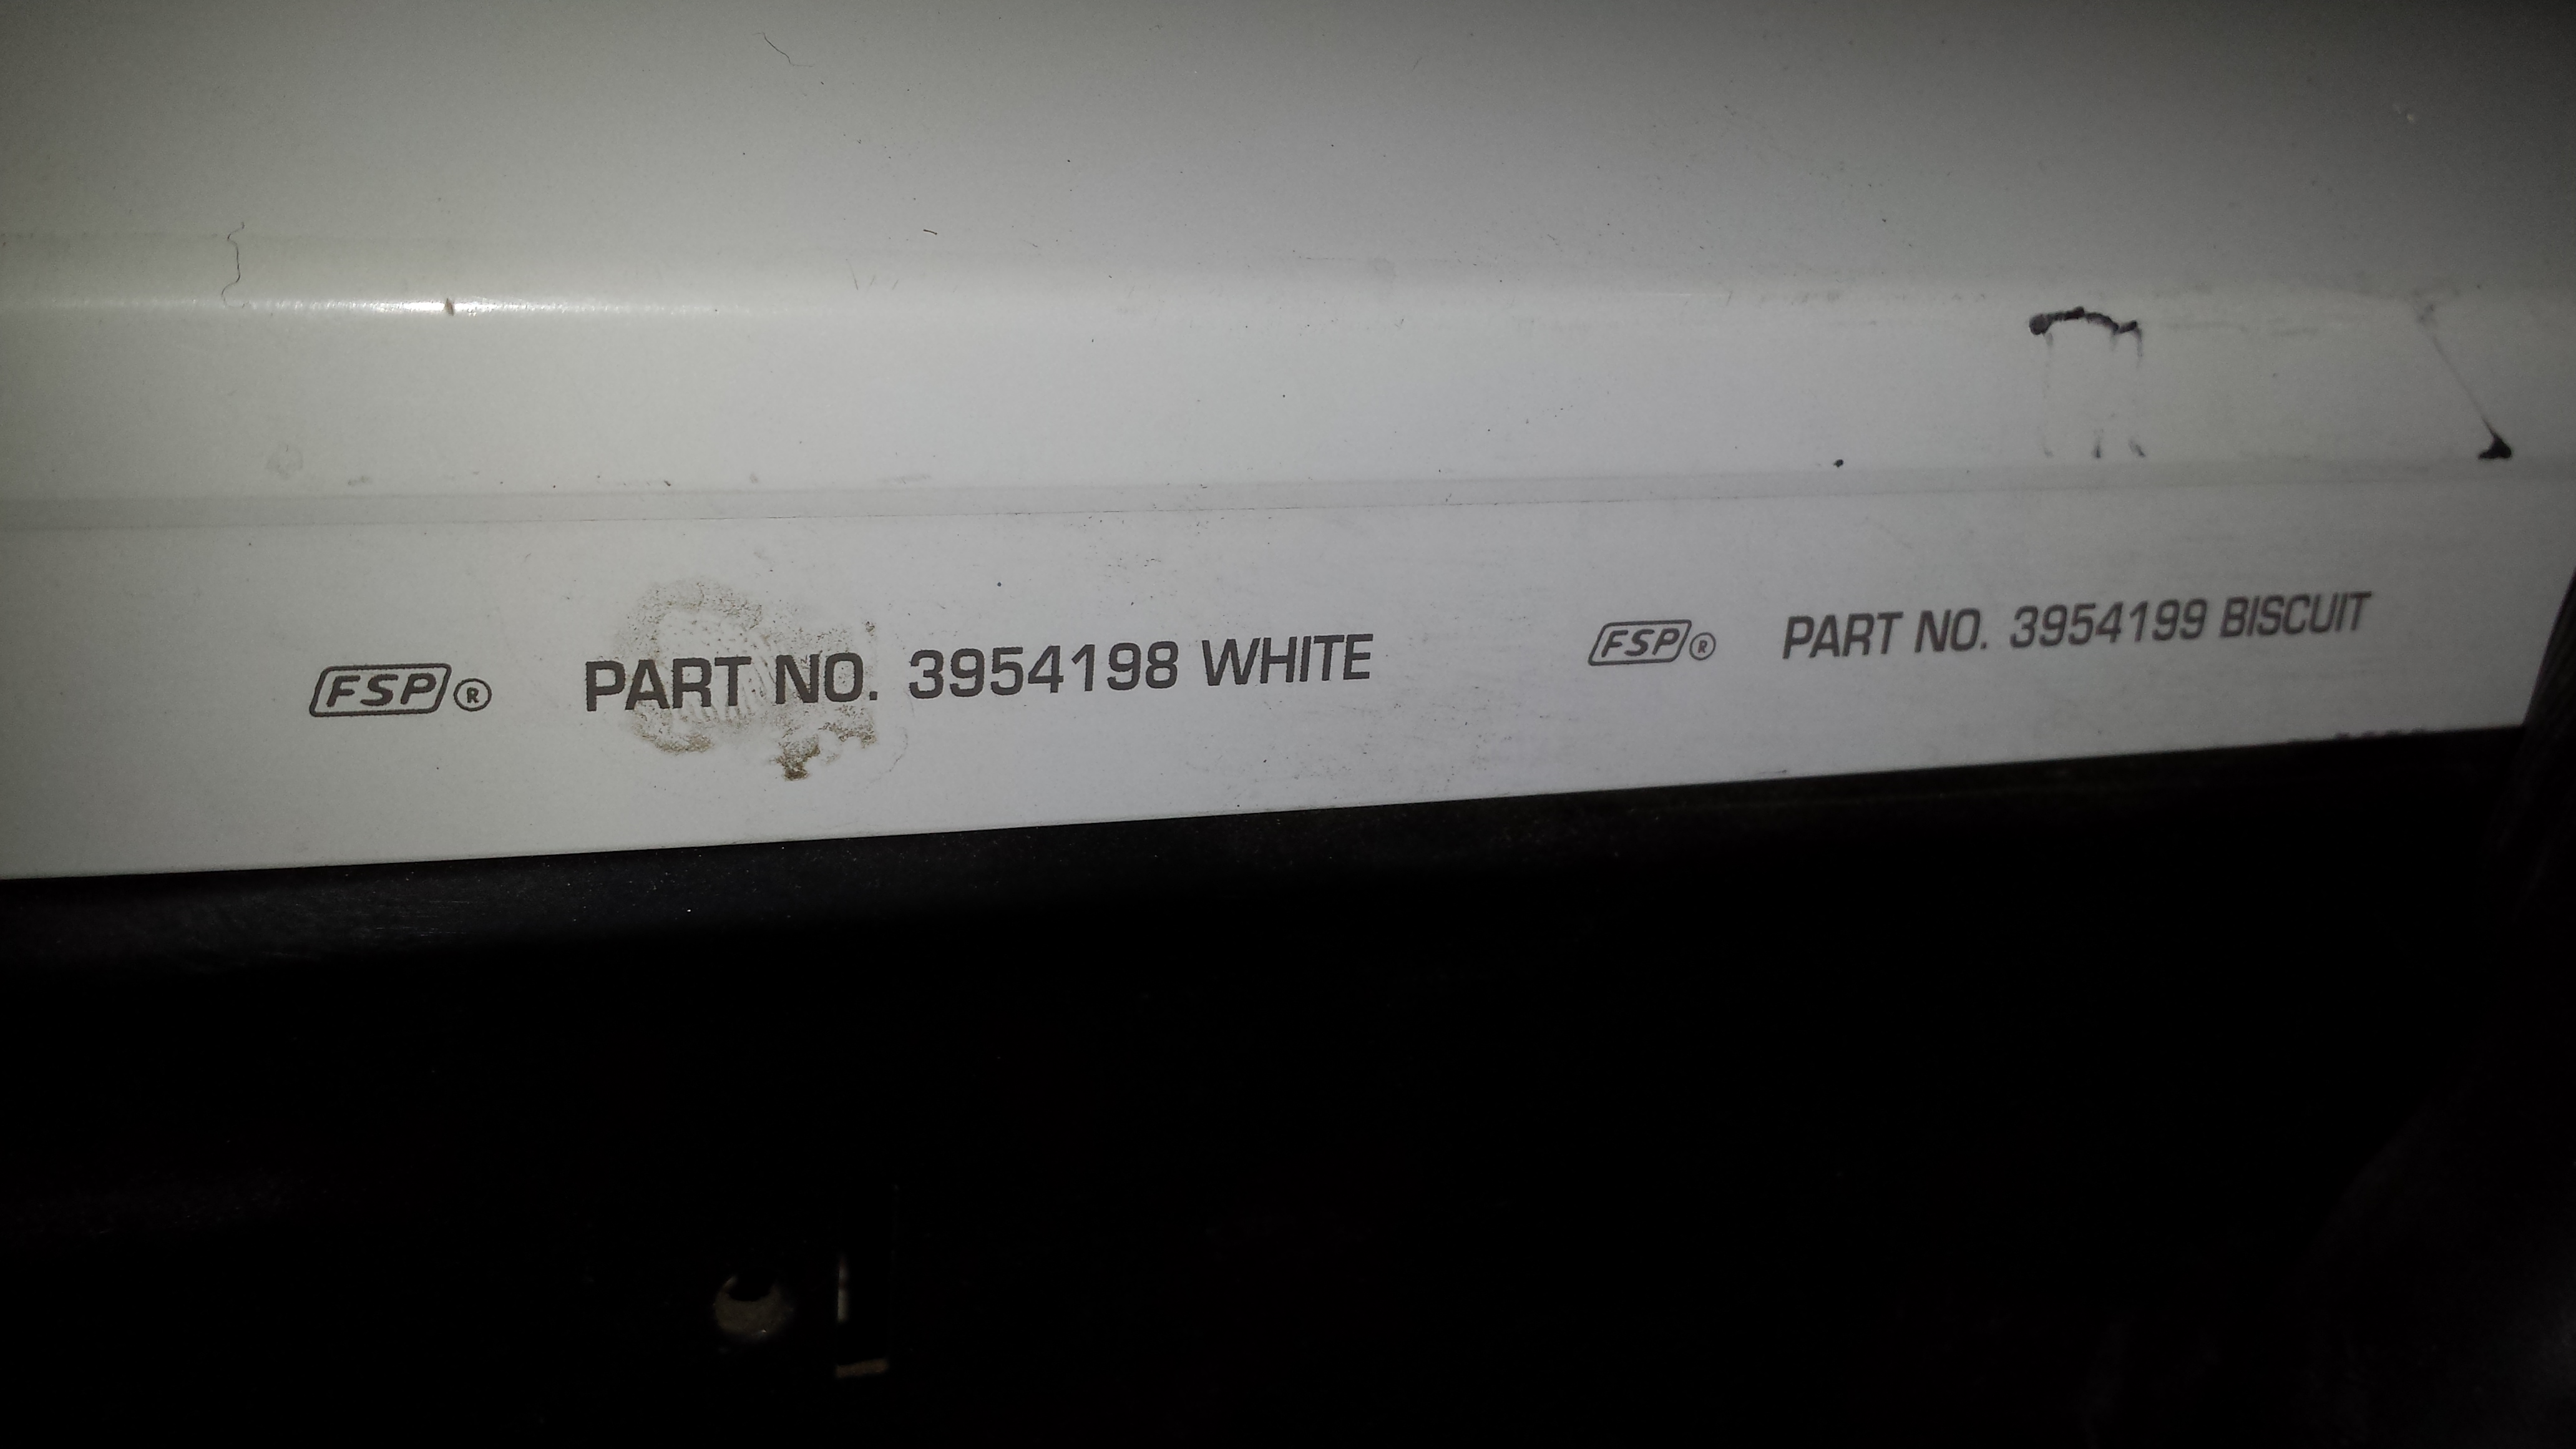 FSP® PART NO. 3954198 WHITE FSP® PART NO. 3954199 BISCUIT